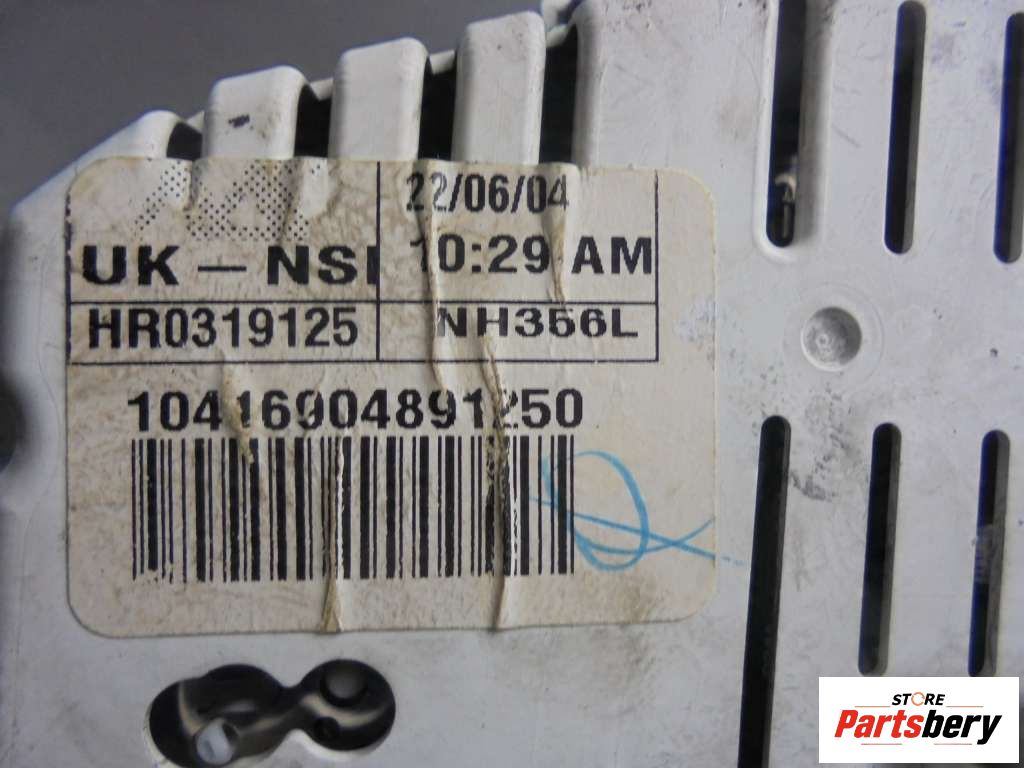 22/06/04
UK – NSI 10:29 AM
HR0319125 NH356L
10416904891250
STORE
Partsbery